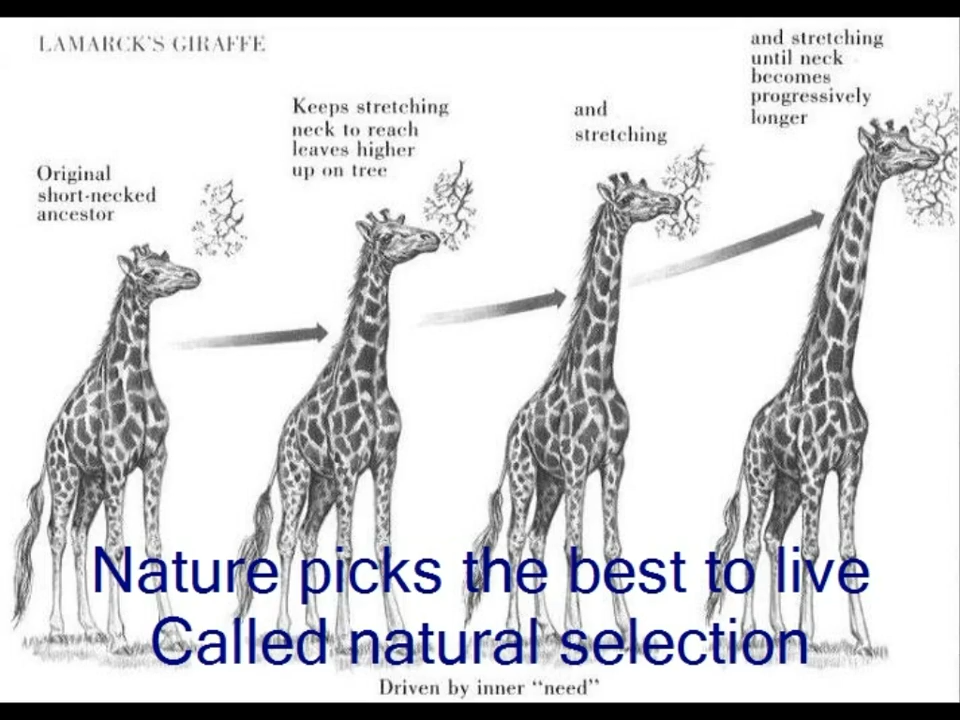 LAMARCK'S GIRAFFE
Original
short-necked
ancestor
Keeps stretching
neck to reach
leaves higher
up on tree
and
stretching
and stretching
until neck
becomes
progressively
longer
Nature picks the best to live
Called natural selection
Driven by inner "need"